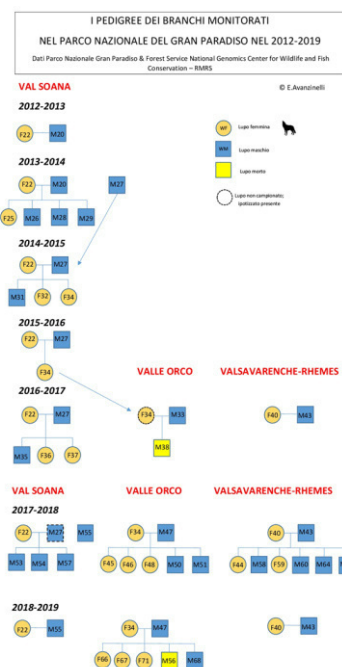 I PEDIGREE DEI BRANCHI MONITORATI
NEL PARCO NAZIONALE DEL GRAN PARADISO NEL 2012-2019
Dati Parco Nazionale Gran Paradiso & Forest Service National Genomics Center for Wildlife and Fish
Conservation – RMRS
VAL SOANA
© E.Avanzinelli
2012-2013
F22 M20
WF Lupo femmina
WM Lupo maschio
Lupo morto
Lupo non campionato;
ipotizzato presente
2013-2014
F22 M20 M27
F25 M26 M28 M29
2014-2015
F22 M27
M31 F32 F34
2015-2016
F22 M27
F34
VALLE ORCO VALSAVARENCHE-RHEMES
2016-2017
F22 M27 F34 M33 F40 M43
M35 F36 F37 M38
VAL SOANA VALLE ORCO VALSAVARENCHE-RHEMES
2017-2018
F22 M27 M55 F34 M47 F40 M43
M53 M54 M57 F45 F46 F48 M50 M51 F44 M58 F59 M60 M64
2018-2019
F22 M55 F34 M47 F40 M43
F66 F67 F71 M56 M68